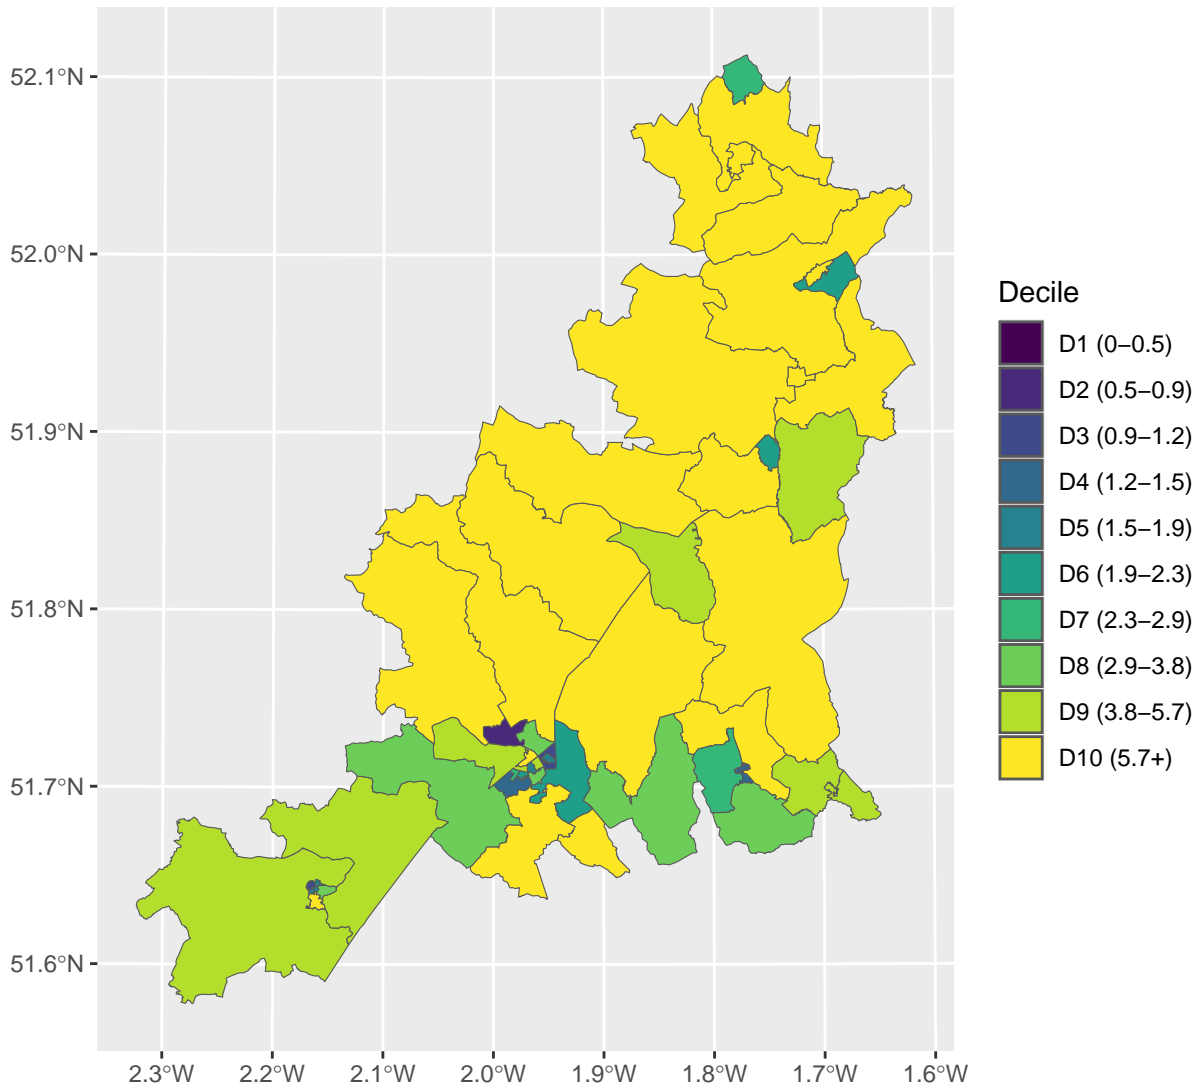 52.1°N
52.0°N
51.9°N
51.8°N
51.7°N
51.6°N
2.3°W
2.2°W
2.1°W
2.0°W
1.9°W
1.8°W
1.7°W
1.6°W
Decile
D1 (0−0.5)
D2 (0.5−0.9)
D3 (0.9−1.2)
D4 (1.2−1.5)
D5 (1.5−1.9)
D6 (1.9−2.3)
D7 (2.3−2.9)
D8 (2.9−3.8)
D9 (3.8−5.7)
D10 (5.7+)